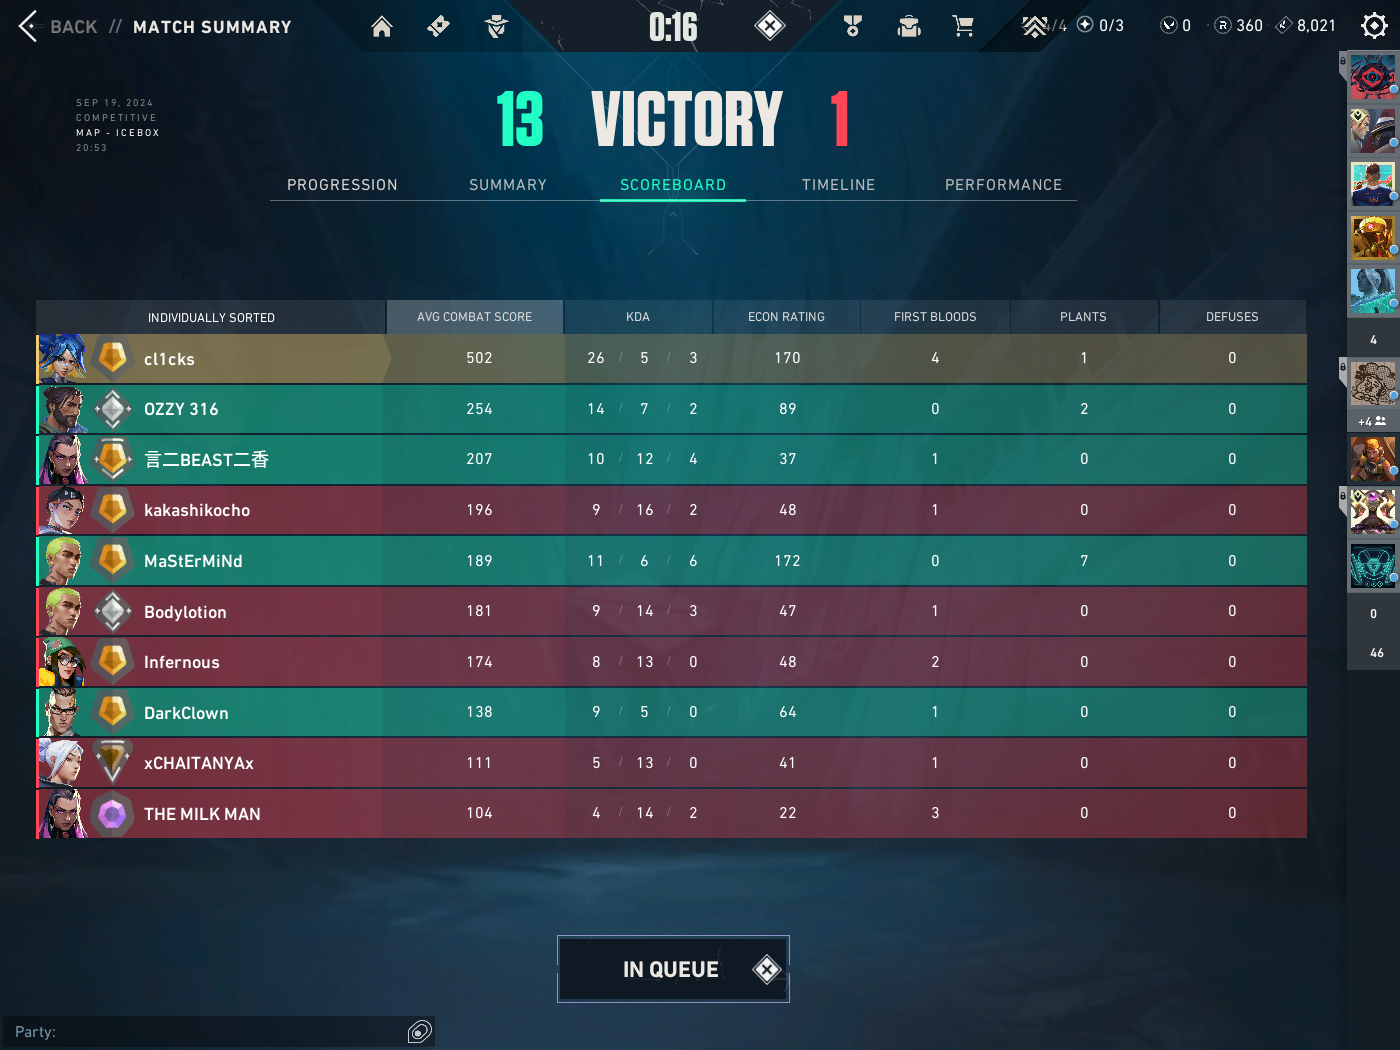 BACK // MATCH SUMMARY
0:16
/4 0/3 0 360 8,021
SEP 19, 2024
COMPETITIVE
MAP - ICEBOX
20:53
13 VICTORY 1
PROGRESSION SUMMARY SCOREBOARD TIMELINE PERFORMANCE
INDIVIDUALLY SORTED AVG COMBAT SCORE KDA ECON RATING FIRST BLOODS PLANTS DEFUSES
cl1cks 502 26 / 5 / 3 170 4 1 0
OZZY 316 254 14 / 7 / 2 89 0 2 0
言二BEAST二香 207 10 / 12 / 4 37 1 0 0
kakashikocho 196 9 / 16 / 2 48 1 0 0
MaStErMiNd 189 11 / 6 / 6 172 0 7 0
Bodylotion 181 9 / 14 / 3 47 1 0 0
Infernous 174 8 / 13 / 0 48 2 0 0
DarkClown 138 9 / 5 / 0 64 1 0 0
xCHAITANYAx 111 5 / 13 / 0 41 1 0 0
THE MILK MAN 104 4 / 14 / 2 22 3 0 0
4
+4
0
46
IN QUEUE
Party: